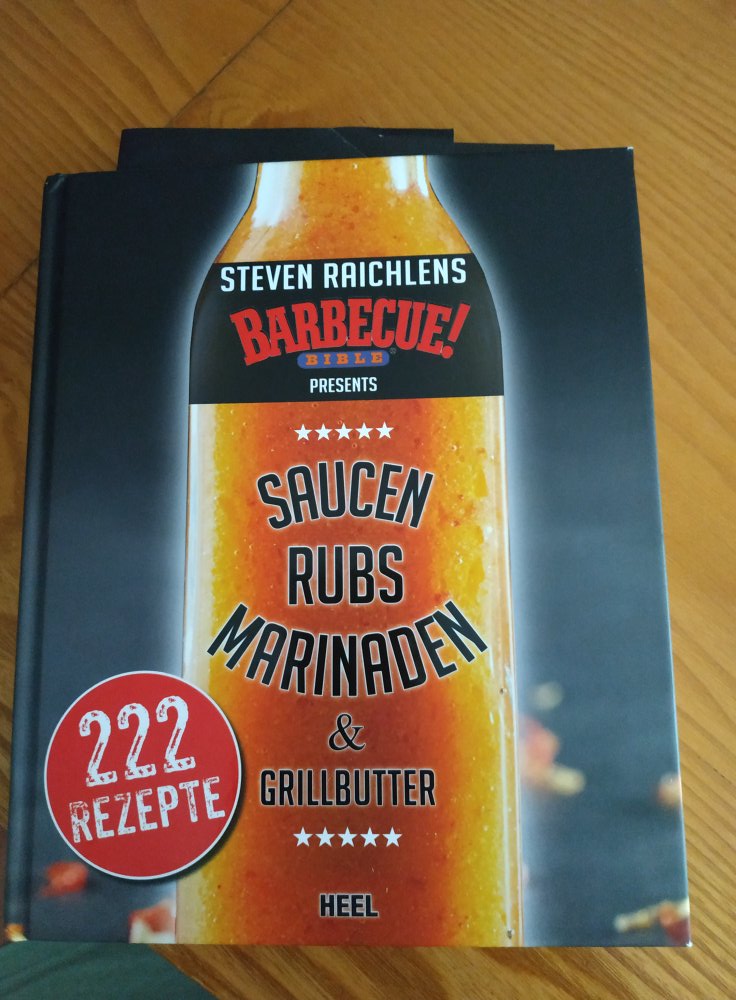 STEVEN RAICHLENS
BARBECUE!
BIBLE®
PRESENTS
SAUCEN
RUBS
MARINADEN
&
GRILLBUTTER
222
REZEPTE
HEEL